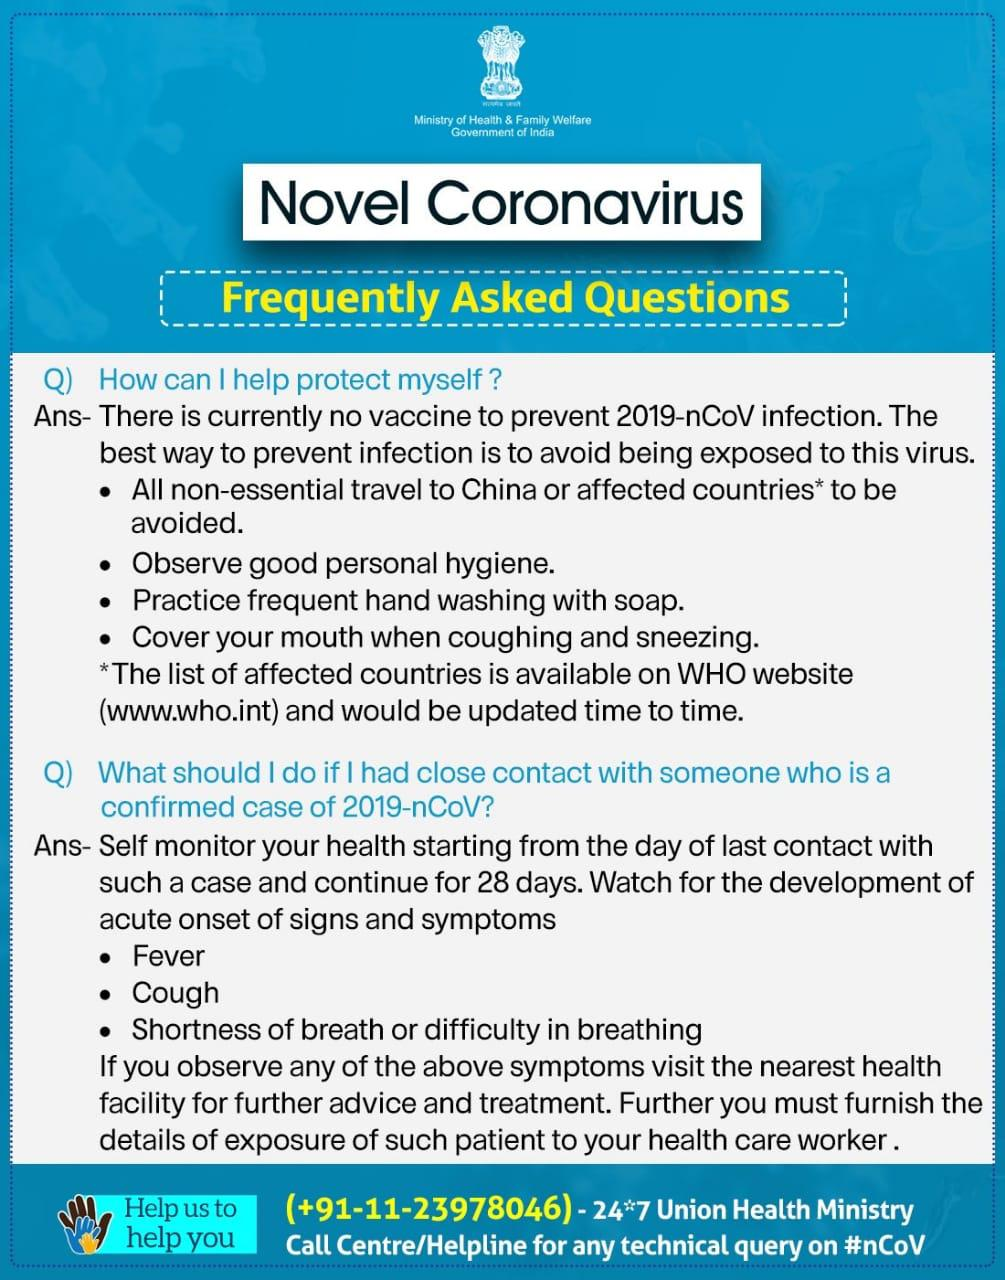 सत्यमेव जयते
Ministry of Health & Family Welfare
Government of India
Novel Coronavirus
Frequently Asked Questions
Q) How can I help protect myself ?
Ans- There is currently no vaccine to prevent 2019-nCoV infection. The
best way to prevent infection is to avoid being exposed to this virus.
• All non-essential travel to China or affected countries* to be
avoided.
• Observe good personal hygiene.
• Practice frequent hand washing with soap.
• Cover your mouth when coughing and sneezing.
*The list of affected countries is available on WHO website
(www.who.int) and would be updated time to time.
Q) What should I do if I had close contact with someone who is a
confirmed case of 2019-nCoV?
Ans- Self monitor your health starting from the day of last contact with
such a case and continue for 28 days. Watch for the development of
acute onset of signs and symptoms
• Fever
• Cough
• Shortness of breath or difficulty in breathing
If you observe any of the above symptoms visit the nearest health
facility for further advice and treatment. Further you must furnish the
details of exposure of such patient to your health care worker .
Help us to
help you
(+91-11-23978046) - 24*7 Union Health Ministry
Call Centre/Helpline for any technical query on #nCoV